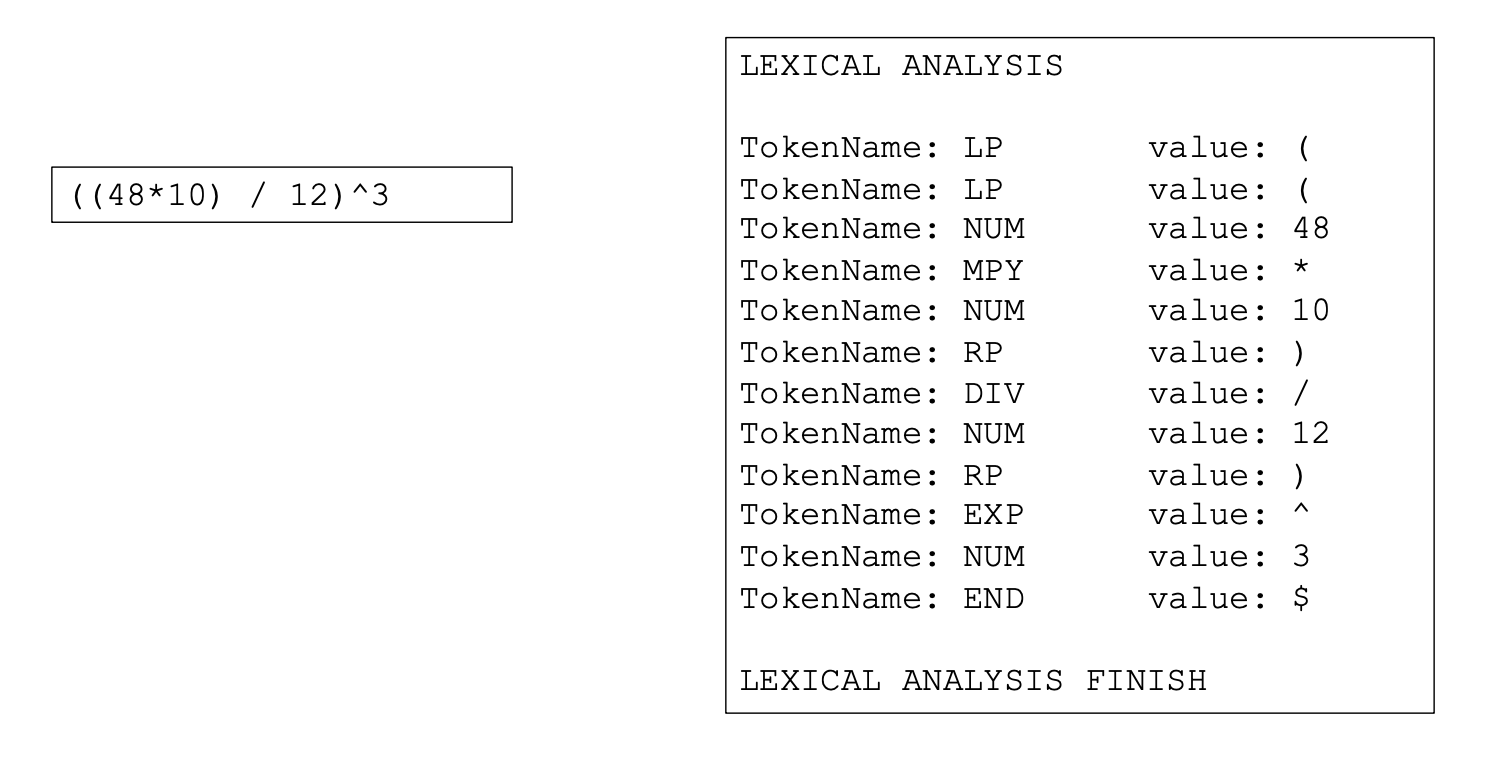 ((48*10) / 12)^3
LEXICAL ANALYSIS
TokenName: LP value: (
TokenName: LP value: (
TokenName: NUM value: 48
TokenName: MPY value: *
TokenName: NUM value: 10
TokenName: RP value: )
TokenName: DIV value: /
TokenName: NUM value: 12
TokenName: RP value: )
TokenName: EXP value: ^
TokenName: NUM value: 3
TokenName: END value: $
LEXICAL ANALYSIS FINISH